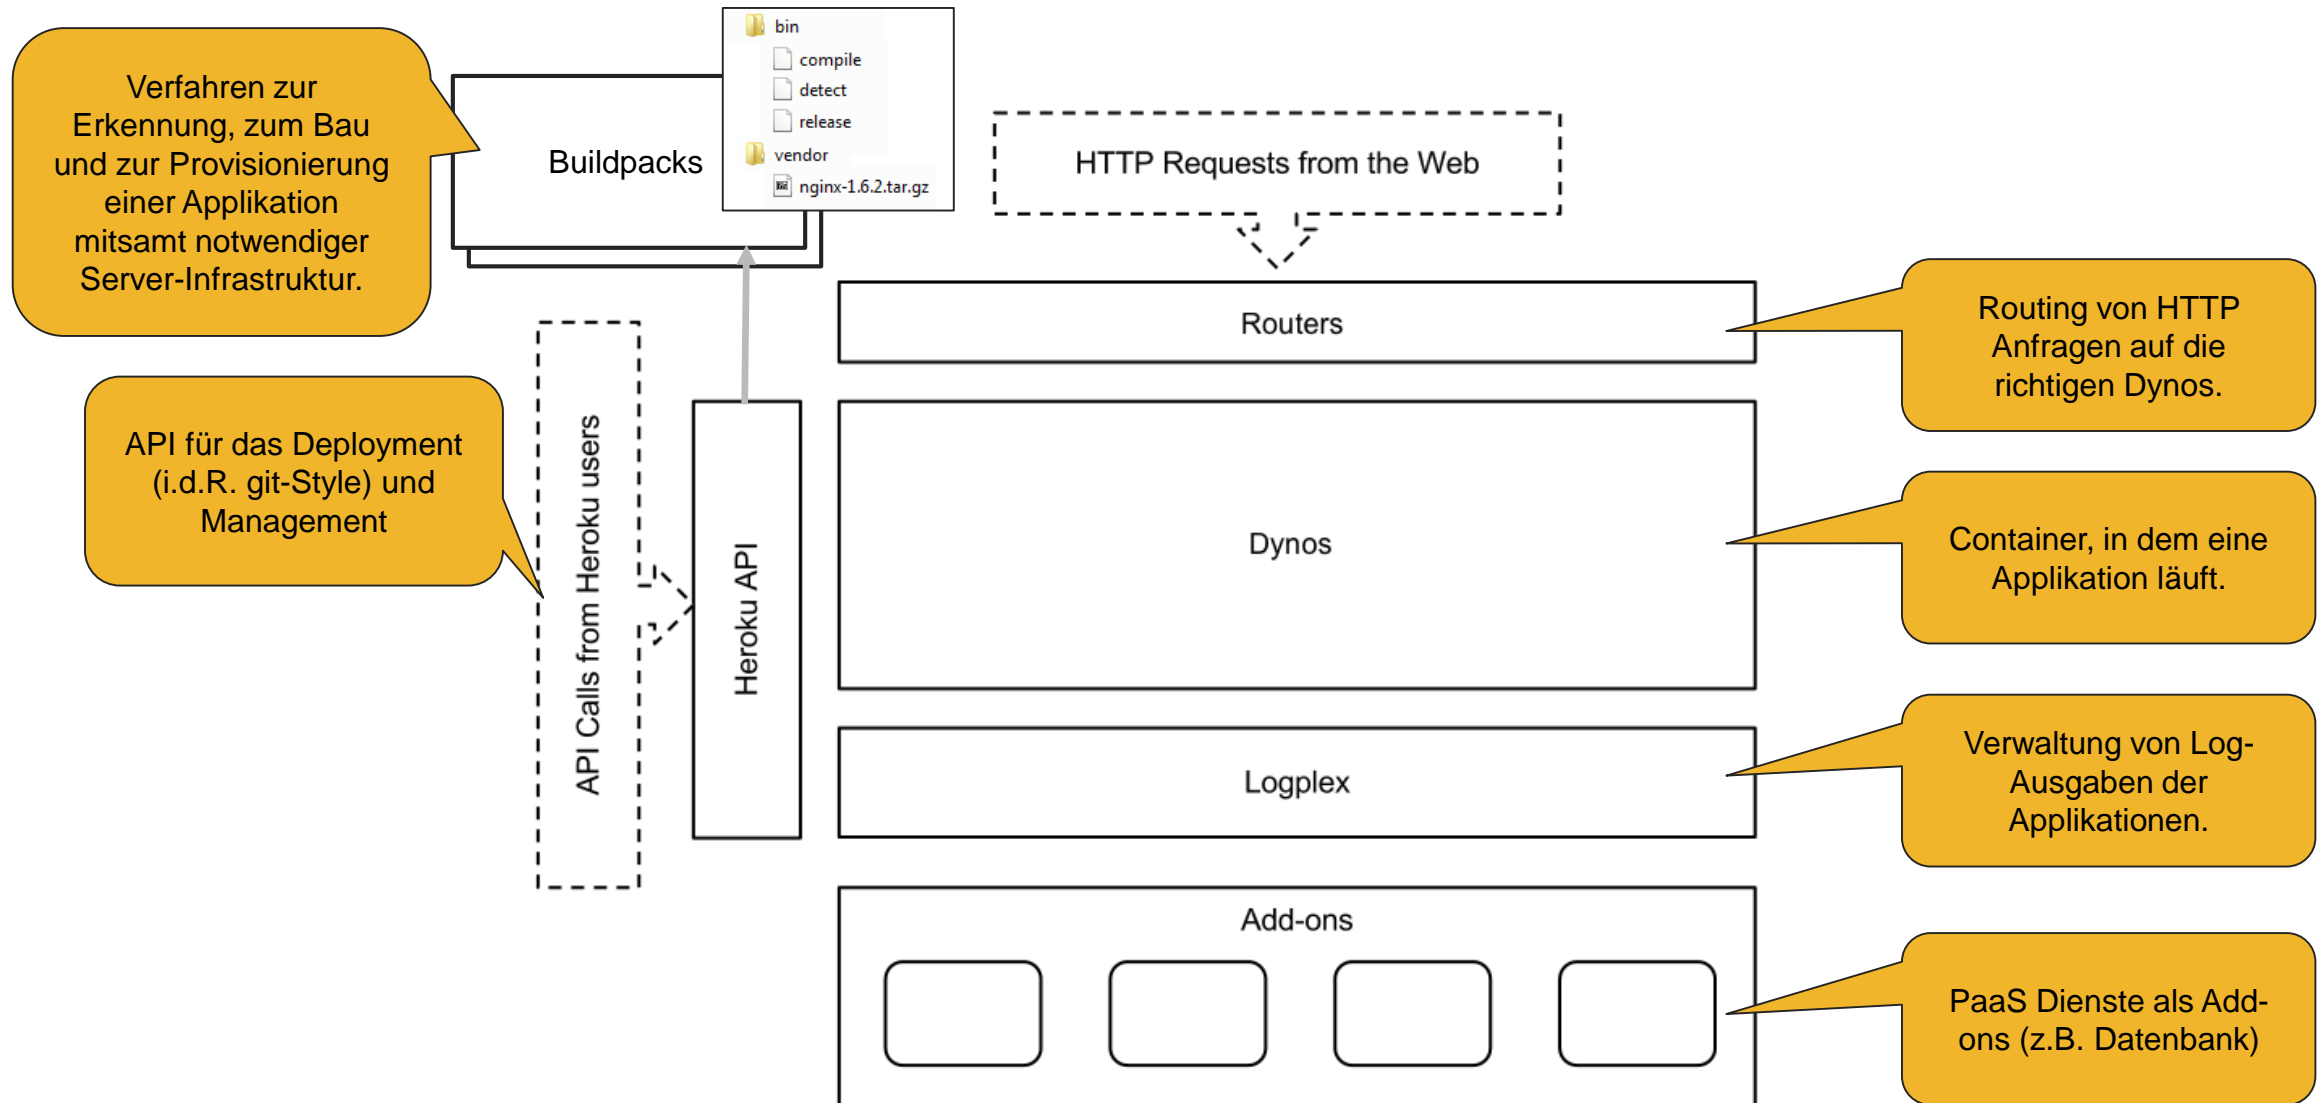 Verfahren zur
Erkennung, zum Bau
und zur Provisionierung
einer Applikation
mitsamt notwendiger
Server-Infrastruktur.
Buildpacks
bin
compile
detect
release
vendor
nginx-1.6.2.tar.gz
HTTP Requests from the Web
Routers
Routing von HTTP
Anfragen auf die
richtigen Dynos.
API für das Deployment
(i.d.R. git-Style) und
Management
API Calls from Heroku users
Heroku API
Dynos
Container, in dem eine
Applikation läuft.
Logplex
Verwaltung von Log-
Ausgaben der
Applikationen.
Add-ons
PaaS Dienste als Add-
ons (z.B. Datenbank)